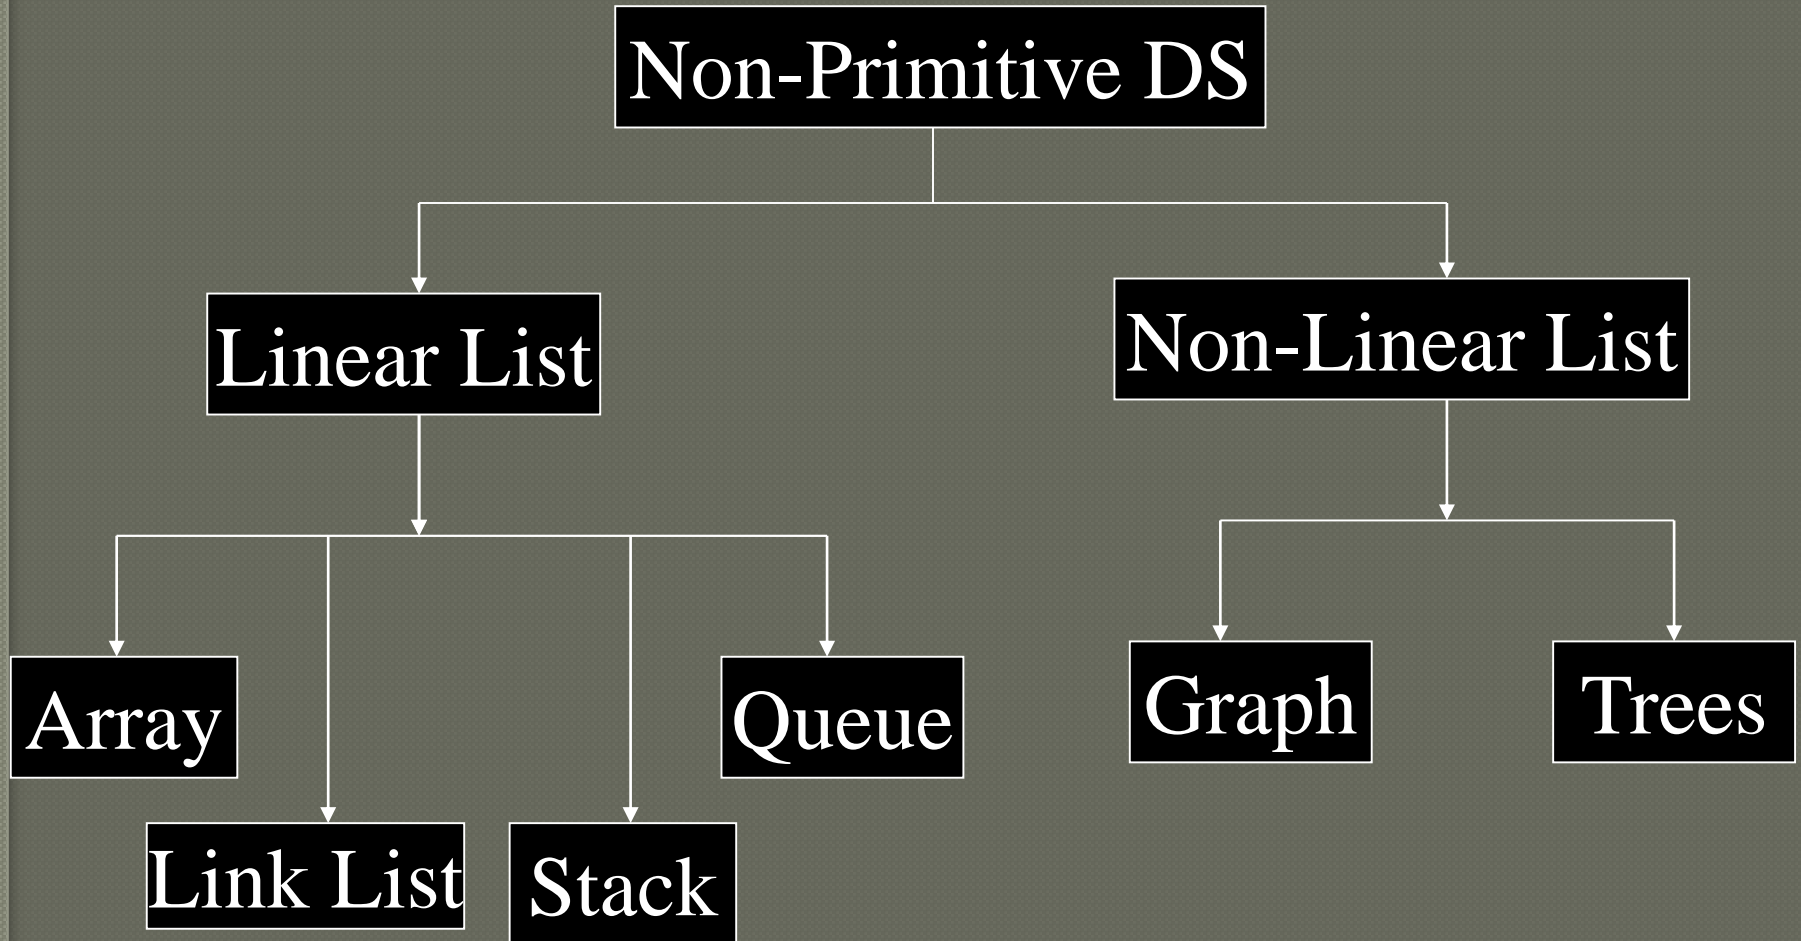 Non-Primitive DS
Linear List
Non-Linear List
Array
Link List
Stack
Queue
Graph
Trees